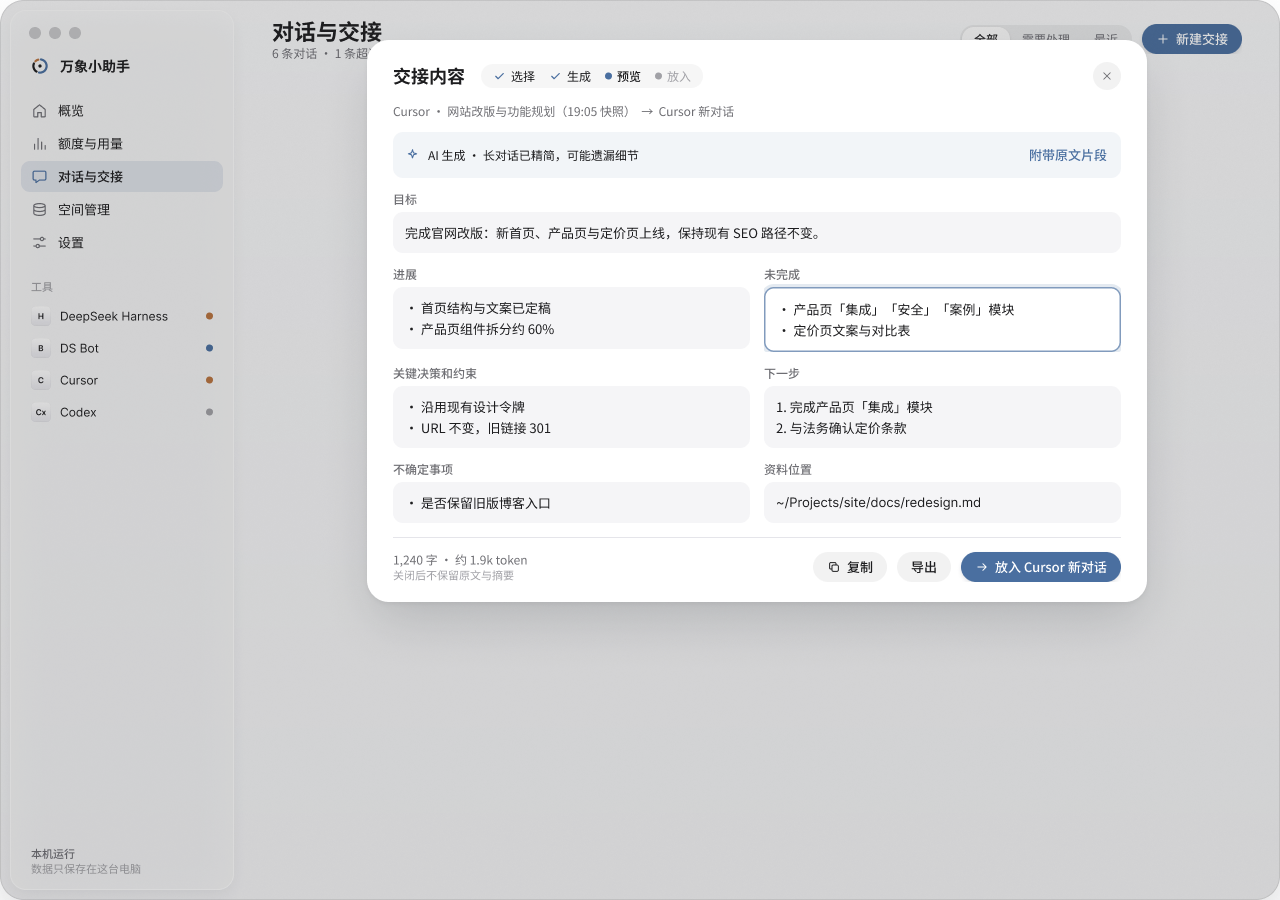 万象小助手
概览
额度与用量
对话与交接
空间管理
设置
工具
H DeepSeek Harness
B DS Bot
C Cursor
Cx Codex
本机运行
数据只保存在这台电脑
对话与交接
6 条对话 · 1 条超
全部 需要处理 最近
+ 新建交接
交接内容
选择 生成 预览 放入
Cursor · 网站改版与功能规划（19:05 快照） → Cursor 新对话
AI 生成 · 长对话已精简，可能遗漏细节
附带原文片段
目标
完成官网改版：新首页、产品页与定价页上线，保持现有 SEO 路径不变。
进展
• 首页结构与文案已定稿
• 产品页组件拆分约 60%
未完成
• 产品页「集成」「安全」「案例」模块
• 定价页文案与对比表
关键决策和约束
• 沿用现有设计令牌
• URL 不变，旧链接 301
下一步
1. 完成产品页「集成」模块
2. 与法务确认定价条款
不确定事项
• 是否保留旧版博客入口
资料位置
~/Projects/site/docs/redesign.md
1,240 字 · 约 1.9k token
关闭后不保留原文与摘要
复制
导出
→ 放入 Cursor 新对话